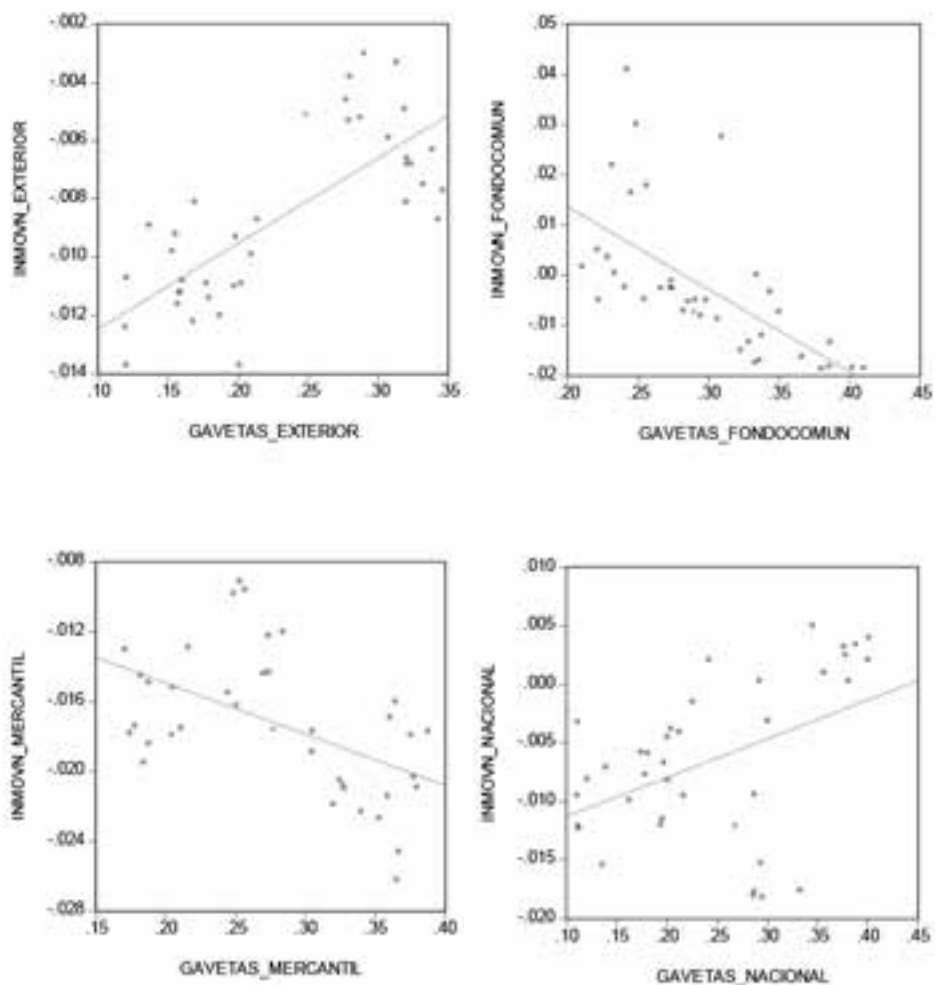 -.002
-.004
-.006
-.008
-.010
-.012
-.014
INMOVN_EXTERIOR
.10 .15 .20 .25 .30 .35
GAVETAS_EXTERIOR
.05
.04
.03
.02
.01
.00
-.01
-.02
INMOVN_FONDOCOMUN
.20 .25 .30 .35 .40 .45
GAVETAS_FONDOCOMUN
-.008
-.012
-.016
-.020
-.024
-.028
INMOVN_MERCANTIL
.15 .20 .25 .30 .35 .40
GAVETAS_MERCANTIL
.010
.005
.000
-.005
-.010
-.015
-.020
INMOVN_NACIONAL
.10 .15 .20 .25 .30 .35 .40 .45
GAVETAS_NACIONAL